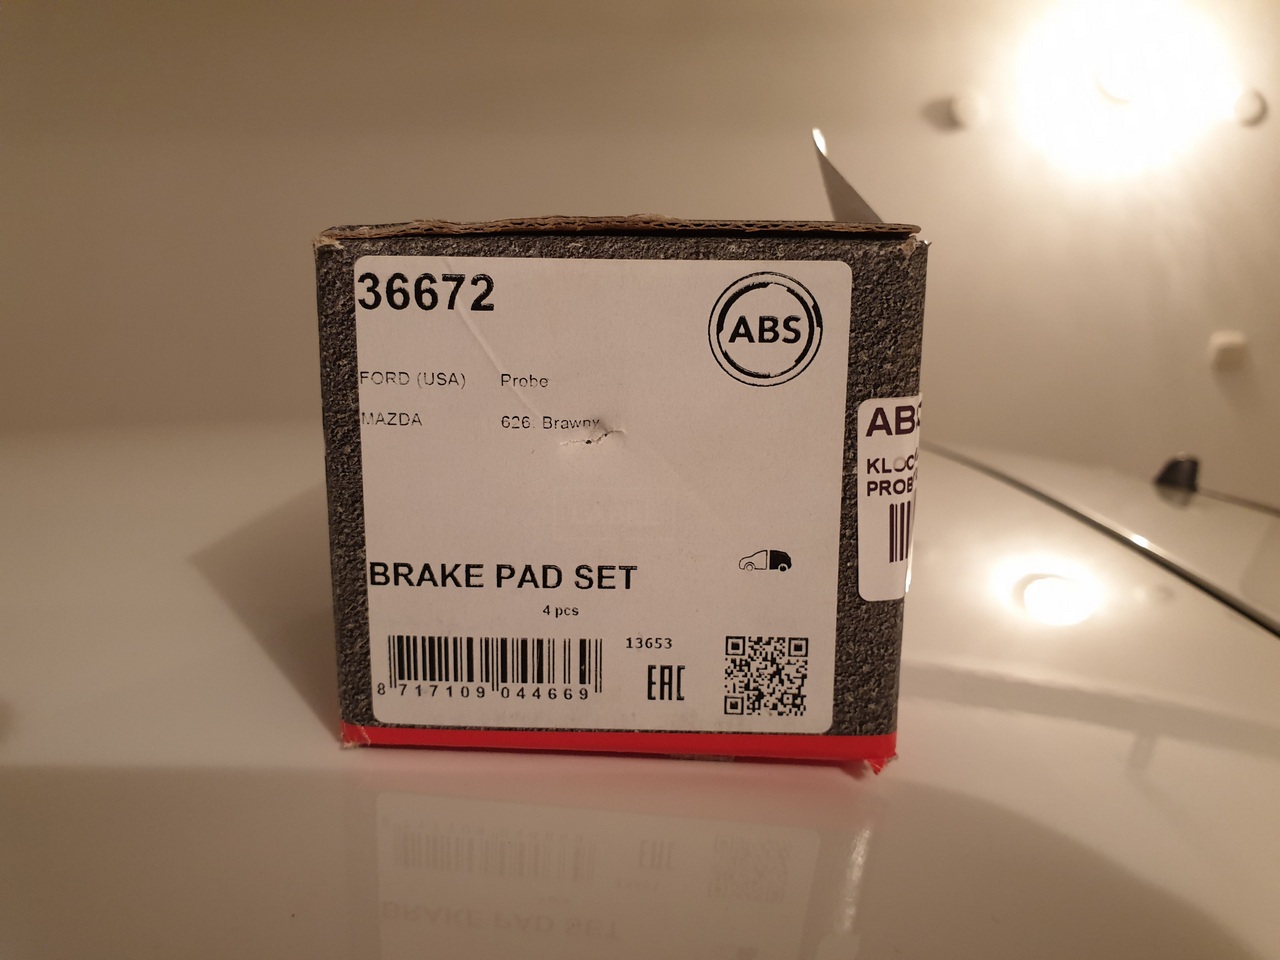 36672
ABS
FORD (USA) Probe
MAZDA 626, Brawny
BRAKE PAD SET
4 pcs
13653
EAC
8 717109 044669
ABS
KLOC
PROB